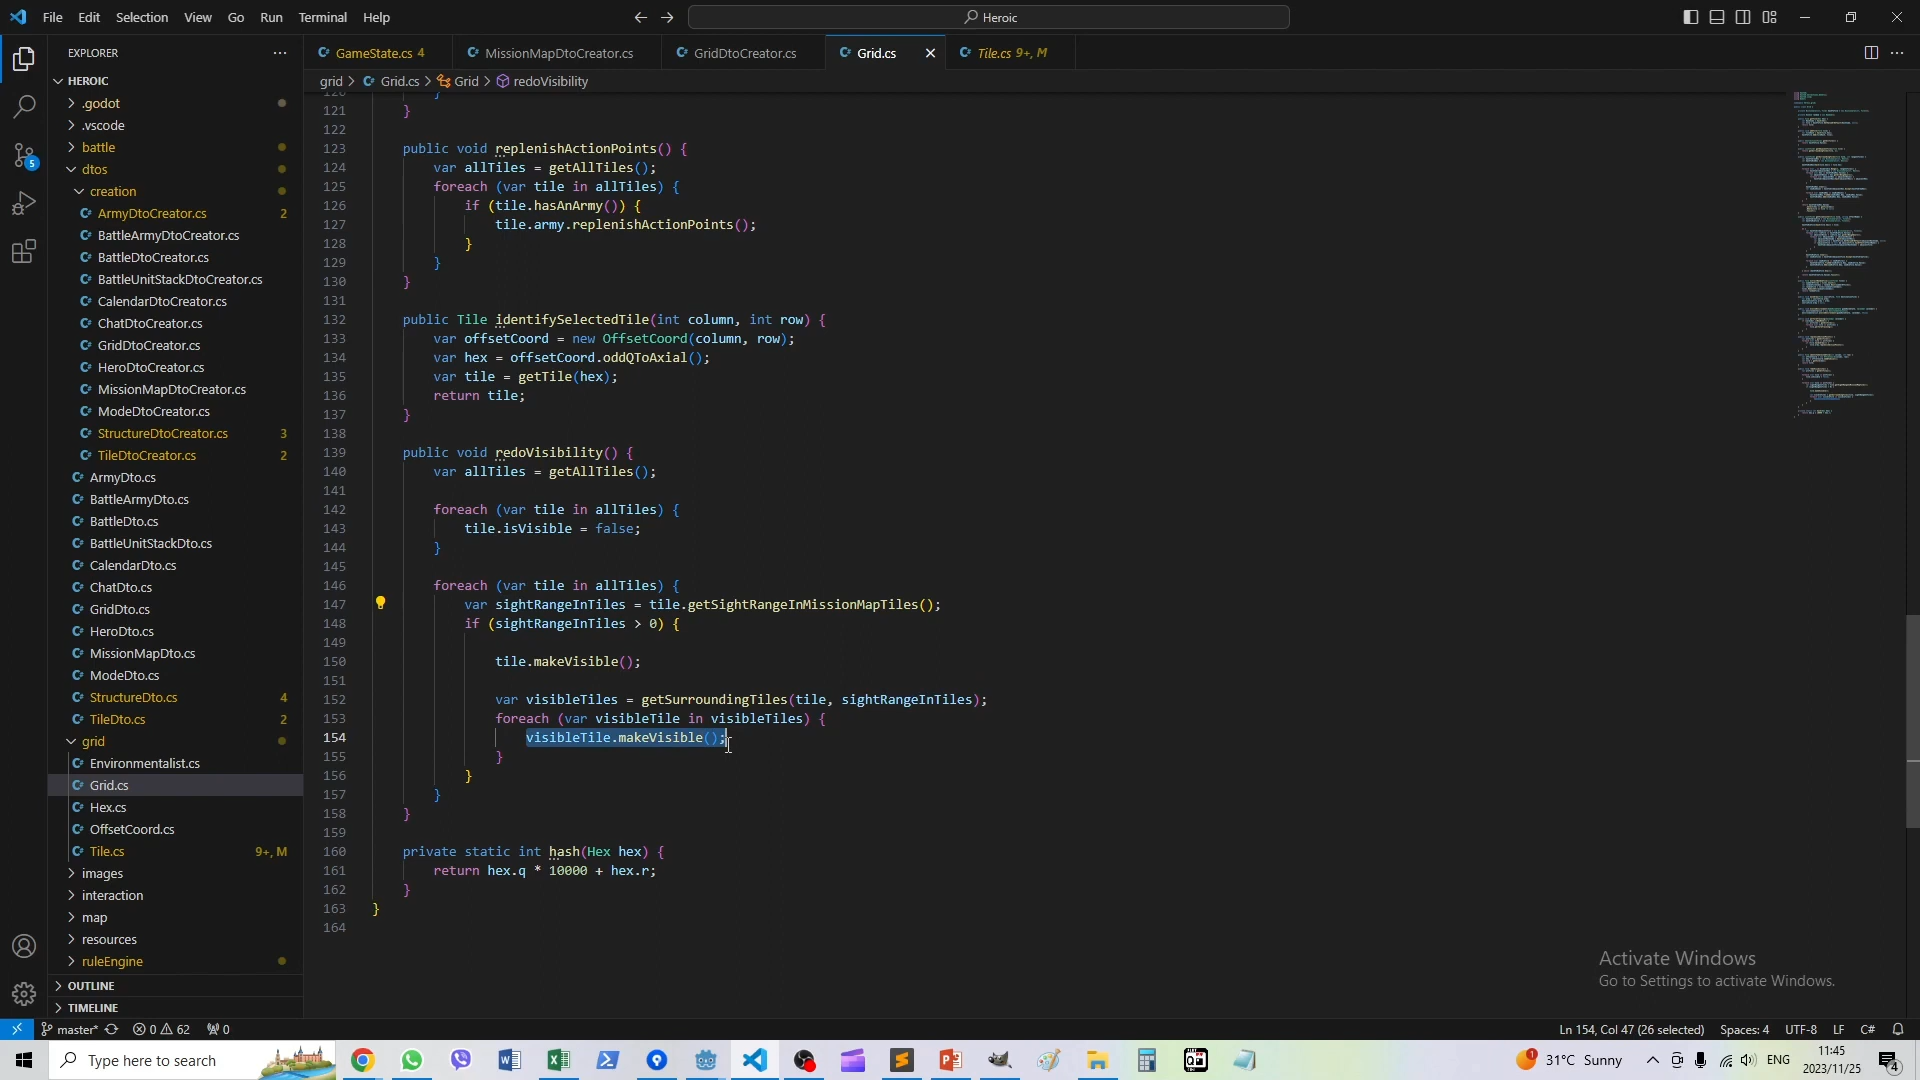 File Edit Selection View Go Run Terminal Help
Heroic
EXPLORER
GameState.cs 4
MissionMapDtoCreator.cs
GridDtoCreator.cs
Grid.cs
Tile.cs 9+, M
grid > Grid.cs > Grid > redoVisibility
HEROIC
.godot
.vscode
battle
dtos
creation
ArmyDtoCreator.cs 2
BattleArmyDtoCreator.cs
BattleDtoCreator.cs
BattleUnitStackDtoCreator.cs
CalendarDtoCreator.cs
ChatDtoCreator.cs
GridDtoCreator.cs
HeroDtoCreator.cs
MissionMapDtoCreator.cs
ModeDtoCreator.cs
StructureDtoCreator.cs 3
TileDtoCreator.cs 2
ArmyDto.cs
BattleArmyDto.cs
BattleDto.cs
BattleUnitStackDto.cs
CalendarDto.cs
ChatDto.cs
GridDto.cs
HeroDto.cs
MissionMapDto.cs
ModeDto.cs
StructureDto.cs 4
TileDto.cs 2
grid
Environmentalist.cs
Grid.cs
Hex.cs
OffsetCoord.cs
Tile.cs 9+, M
images
interaction
map
resources
ruleEngine
OUTLINE
TIMELINE
5
120 }
121 }
122
123 public void replenishActionPoints() {
124 var allTiles = getAllTiles();
125 foreach (var tile in allTiles) {
126 if (tile.hasAnArmy()) {
127 tile.army.replenishActionPoints();
128 }
129 }
130 }
131
132 public Tile identifySelectedTile(int column, int row) {
133 var offsetCoord = new OffsetCoord(column, row);
134 var hex = offsetCoord.oddQToAxial();
135 var tile = getTile(hex);
136 return tile;
137 }
138
139 public void redoVisibility() {
140 var allTiles = getAllTiles();
141
142 foreach (var tile in allTiles) {
143 tile.isVisible = false;
144 }
145
146 foreach (var tile in allTiles) {
147 var sightRangeInTiles = tile.getSightRangeInMissionMapTiles();
148 if (sightRangeInTiles > 0) {
149
150 tile.makeVisible();
151
152 var visibleTiles = getSurroundingTiles(tile, sightRangeInTiles);
153 foreach (var visibleTile in visibleTiles) {
154 visibleTile.makeVisible();
155 }
156 }
157 }
158 }
159
160 private static int hash(Hex hex) {
161 return hex.q * 10000 + hex.r;
162 }
163 }
164
Activate Windows
Go to Settings to activate Windows.
master* 0 62 0
Ln 154, Col 47 (26 selected) Spaces: 4 UTF-8 LF C#
Type here to search
1 31°C Sunny
ENG
11:45
2023/11/25
4